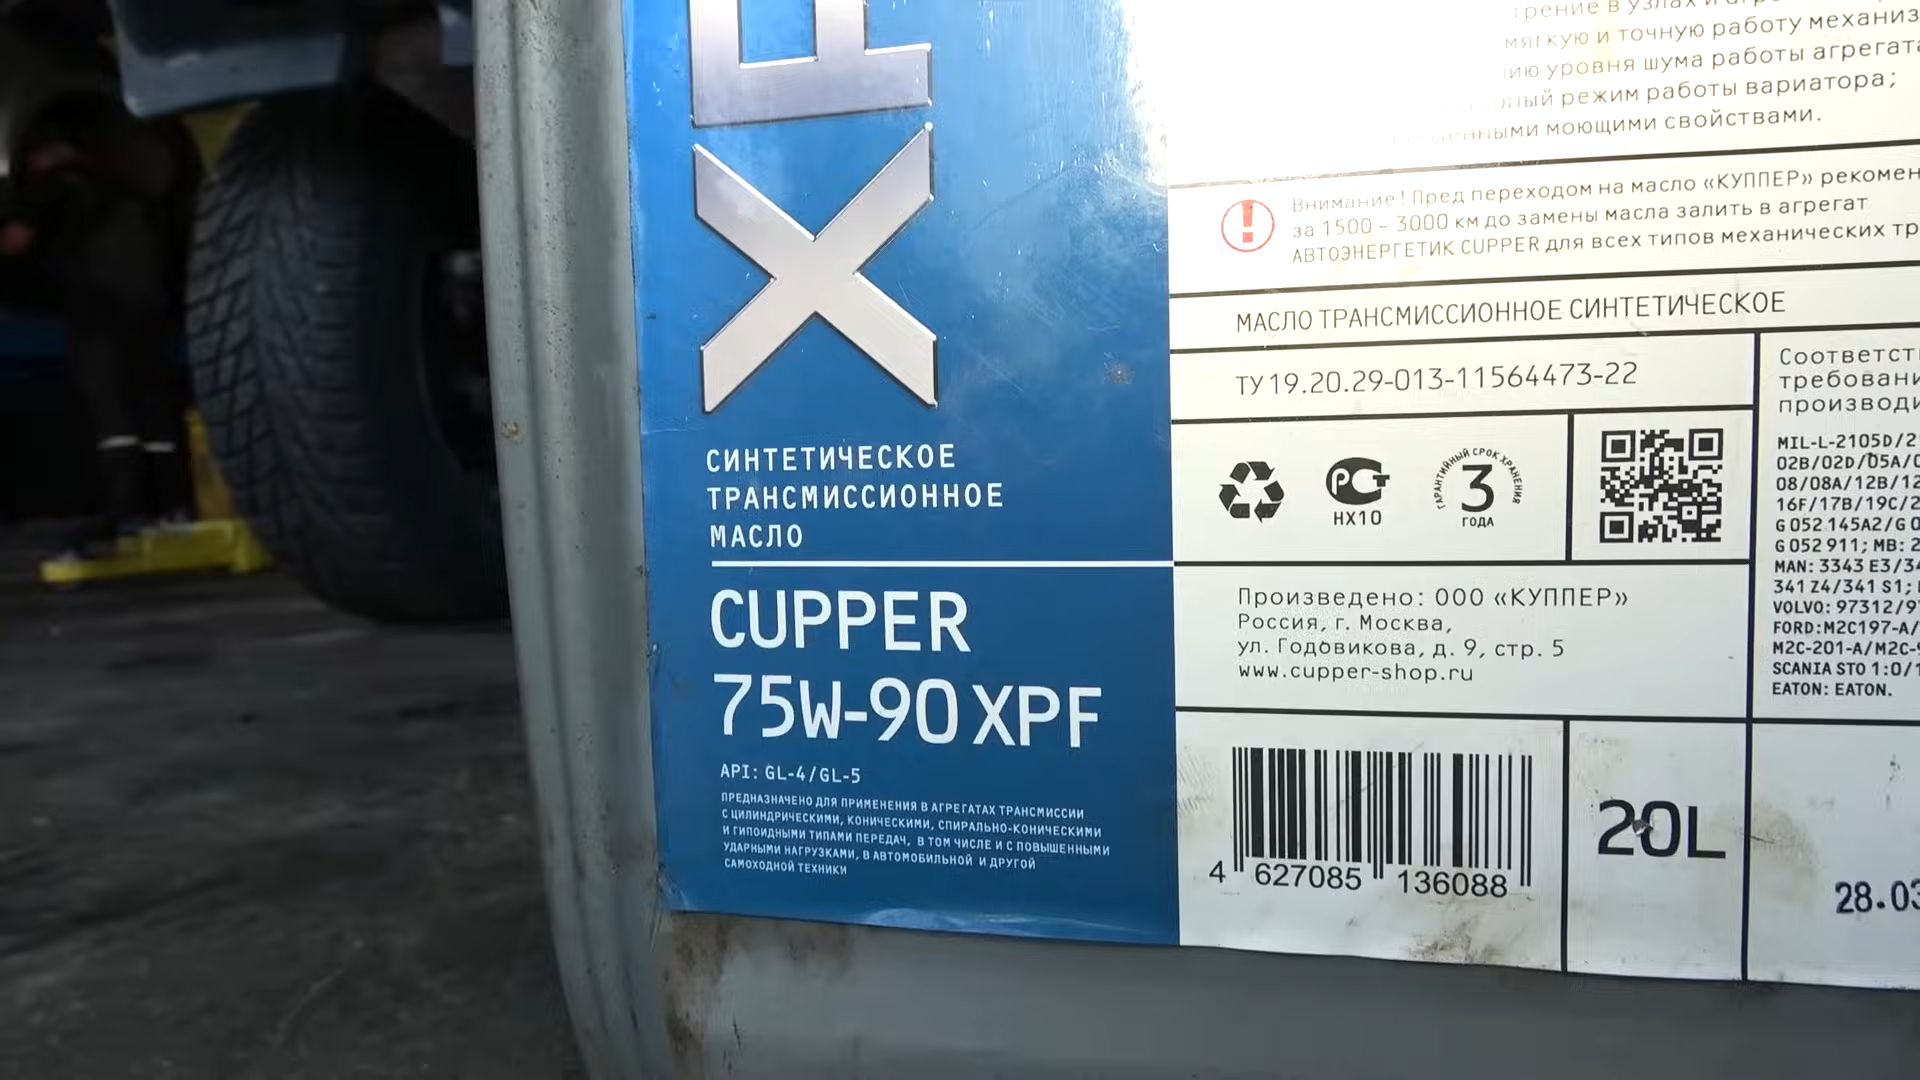 XPF
СИНТЕТИЧЕСКОЕ
ТРАНСМИССИОННОЕ
МАСЛО
CUPPER
75W-90 XPF
API: GL-4/GL-5
ПРЕДНАЗНАЧЕНО ДЛЯ ПРИМЕНЕНИЯ В АГРЕГАТАХ ТРАНСМИССИИ
С ЦИЛИНДРИЧЕСКИМИ, КОНИЧЕСКИМИ, СПИРАЛЬНО-КОНИЧЕСКИМИ
И ГИПОИДНЫМИ ТИПАМИ ПЕРЕДАЧ, В ТОМ ЧИСЛЕ И С ПОВЫШЕННЫМИ
УДАРНЫМИ НАГРУЗКАМИ, В АВТОМОБИЛЬНОЙ И ДРУГОЙ
САМОХОДНОЙ ТЕХНИКИ
трение в узлах и
мягкую и точную работу механиз
уровня шума работы агрегат
режим работы вариатора;
моющими свойствами.
Внимание! Пред переходом на масло «КУППЕР» рекомен
за 1500 – 3000 км до замены масла залить в агрегат
АВТОЭНЕРГЕТИК CUPPER для всех типов механических тр
МАСЛО ТРАНСМИССИОННОЕ СИНТЕТИЧЕСКОЕ
ТУ 19.20.29-013-11564473-22
РСТ
НХ10
ГАРАНТИЙНЫЙ СРОК ХРАНЕНИЯ
3
ГОДА
Произведено: ООО «КУППЕР»
Россия, г. Москва,
ул. Годовикова, д. 9, стр. 5
www.cupper-shop.ru
4 627085 136088
20L
Соответст
требовани
производи
MIL-L-2105D/2
02B/02D/05A/0
08/08A/12B/12
16F/17B/19C/2
G 052 145A2/G 0
G 052 911; MB: 2
MAN: 3343 E3/34
341 Z4/341 S1;
VOLVO: 97312/97
FORD:M2C197-A/
M2C-201-A/M2C-9
SCANIA STO 1:0/1
EATON: EATON.
28.03